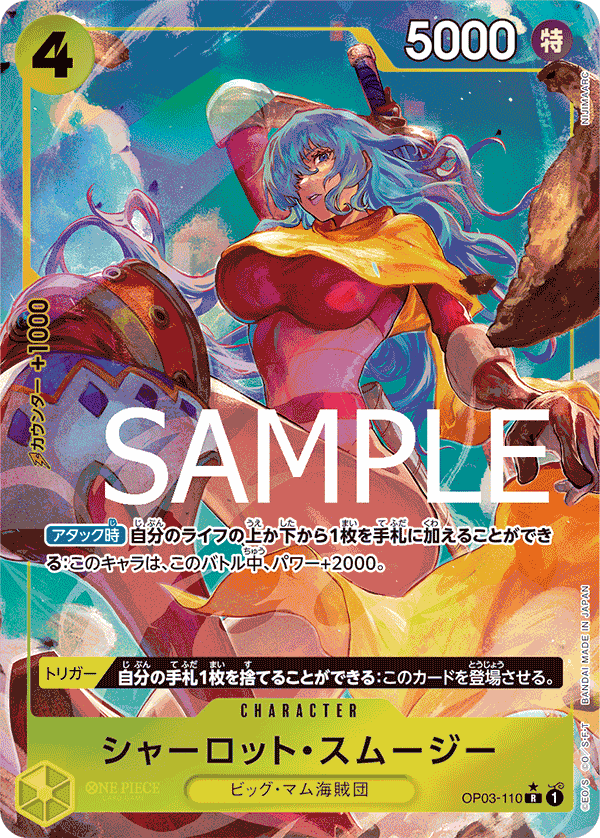 4
5000 特
NIJIMAARC
カウンター +1000
SAMPLE
アタック時 自分のライフの上か下から1枚を手札に加えることができ
る:このキャラは、このバトル中、パワー+2000。
トリガー 自分の手札1枚を捨てることができる:このカードを登場させる。
CHARACTER
シャーロット・スムージー
ONE PIECE
ビッグ・マム海賊団
OP03-110 R 1
BANDAI MADE IN JAPAN